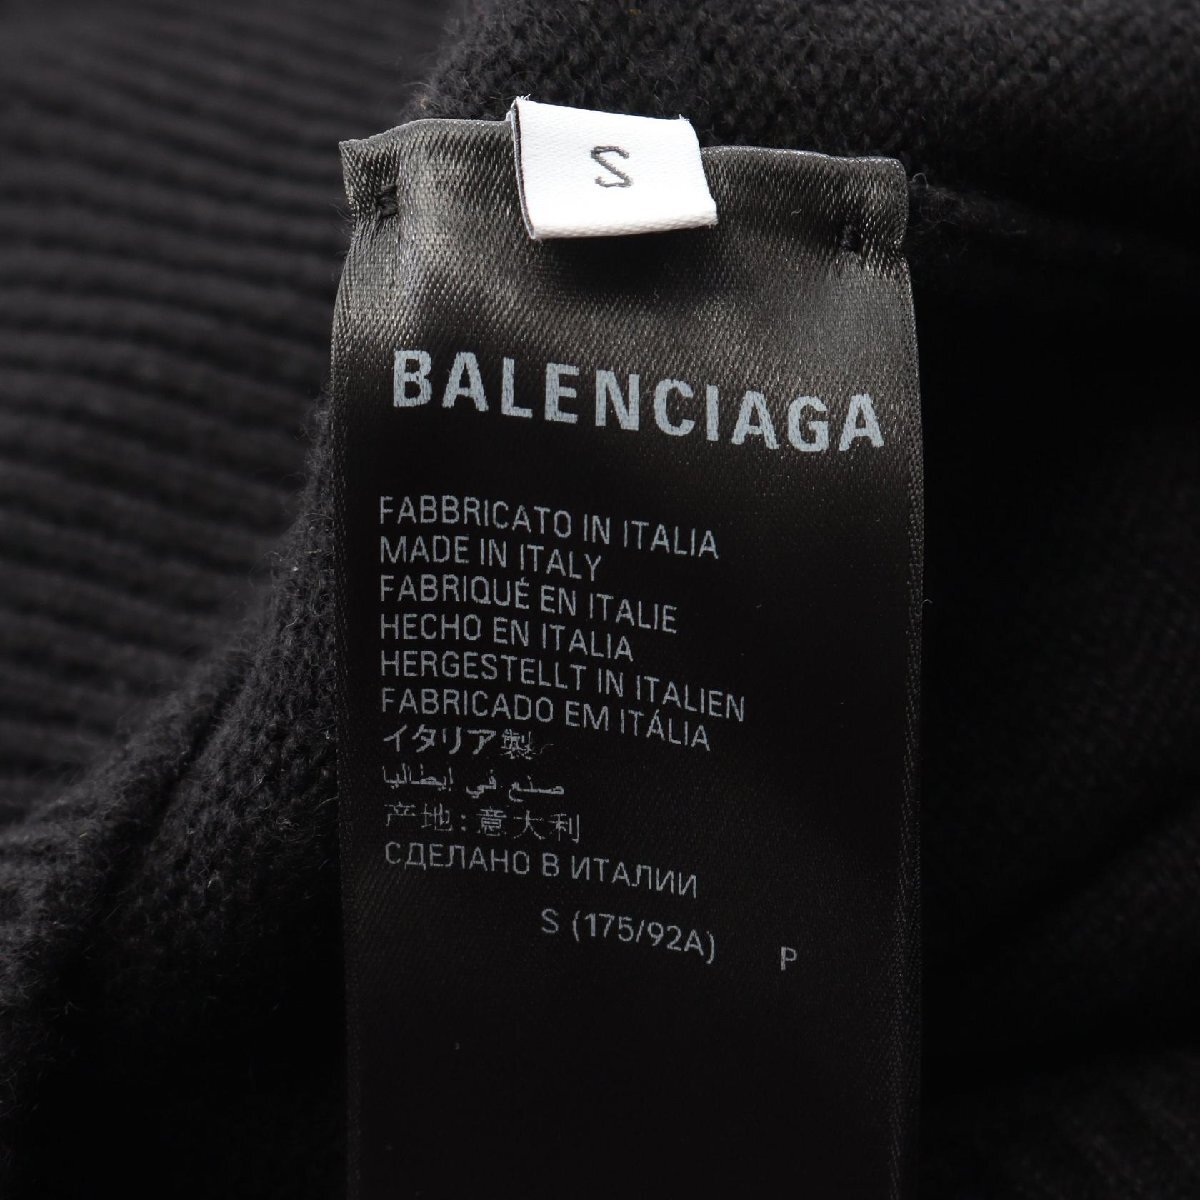 S
BALENCIAGA
FABBRICATO IN ITALIA
MADE IN ITALY
FABRIQUÉ EN ITALIE
HECHO EN ITALIA
HERGESTELLT IN ITALIEN
FABRICADO EM ITÁLIA
イタリア製
صنع في إيطاليا
产地:意大利
СДЕЛАНО В ИТАЛИИ
S (175/92A) P